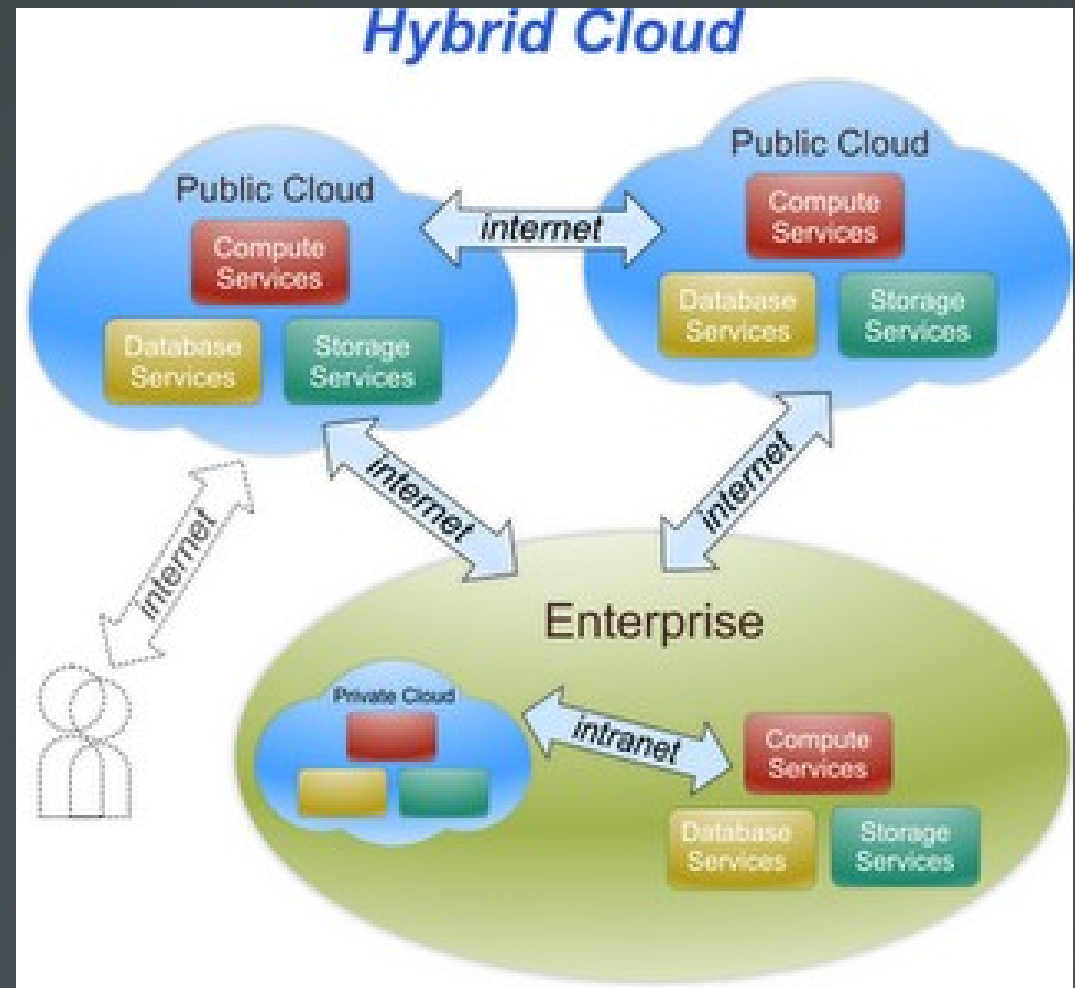 Hybrid Cloud
Public Cloud
Compute
Services
Database
Services
Storage
Services
internet
Public Cloud
Compute
Services
Database
Services
Storage
Services
internet
internet
internet
Enterprise
Private Cloud
intranet
Compute
Services
Database
Services
Storage
Services